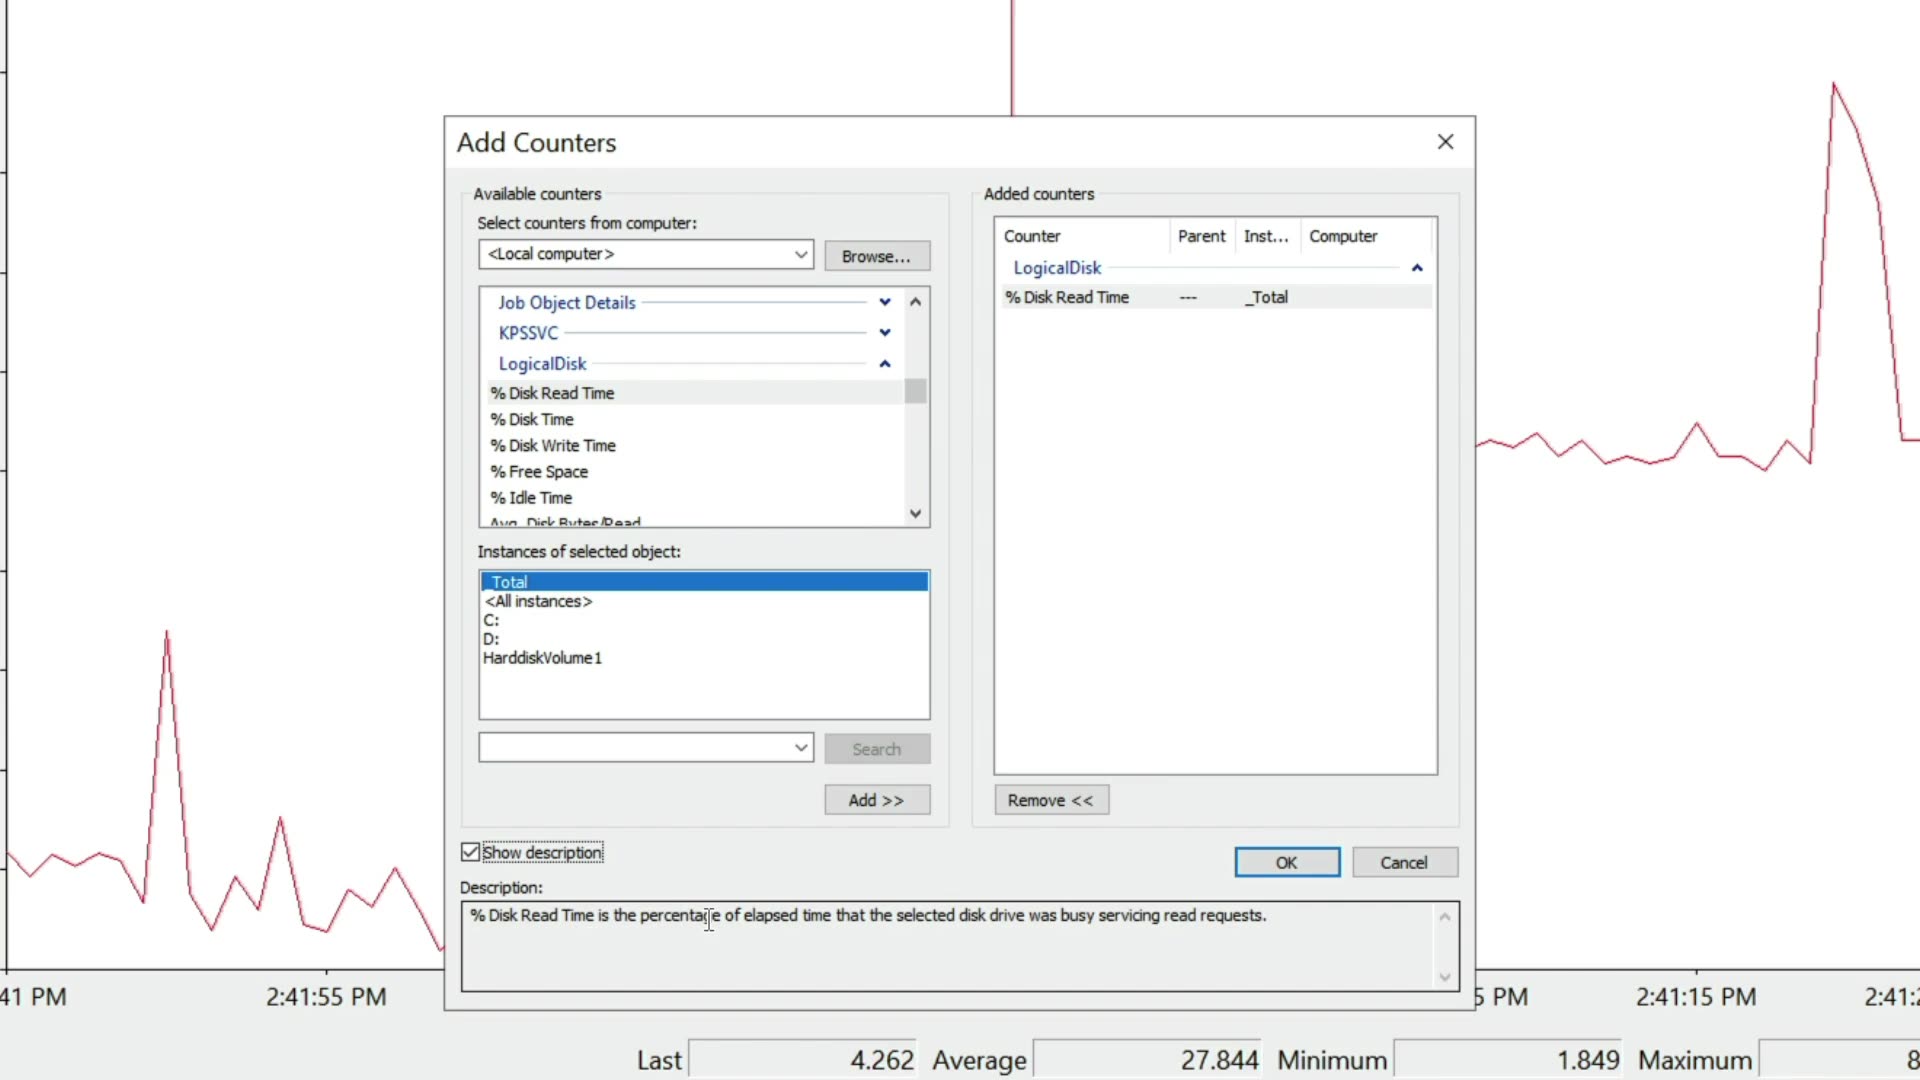 Add Counters
Available counters
Select counters from computer:
<Local computer>
Browse...
Job Object Details
KPSSVC
LogicalDisk
% Disk Read Time
% Disk Time
% Disk Write Time
% Free Space
% Idle Time
Avg. Disk Bytes/Read
Instances of selected object:
_Total
<All instances>
C:
D:
HarddiskVolume1
Search
Add >>
Added counters
Counter Parent Inst... Computer
LogicalDisk
% Disk Read Time --- _Total
Remove <<
Show description
OK
Cancel
Description:
% Disk Read Time is the percentage of elapsed time that the selected disk drive was busy servicing read requests.
41 PM 2:41:55 PM 5 PM 2:41:15 PM 2:41:2
Last 4.262 Average 27.844 Minimum 1.849 Maximum 8